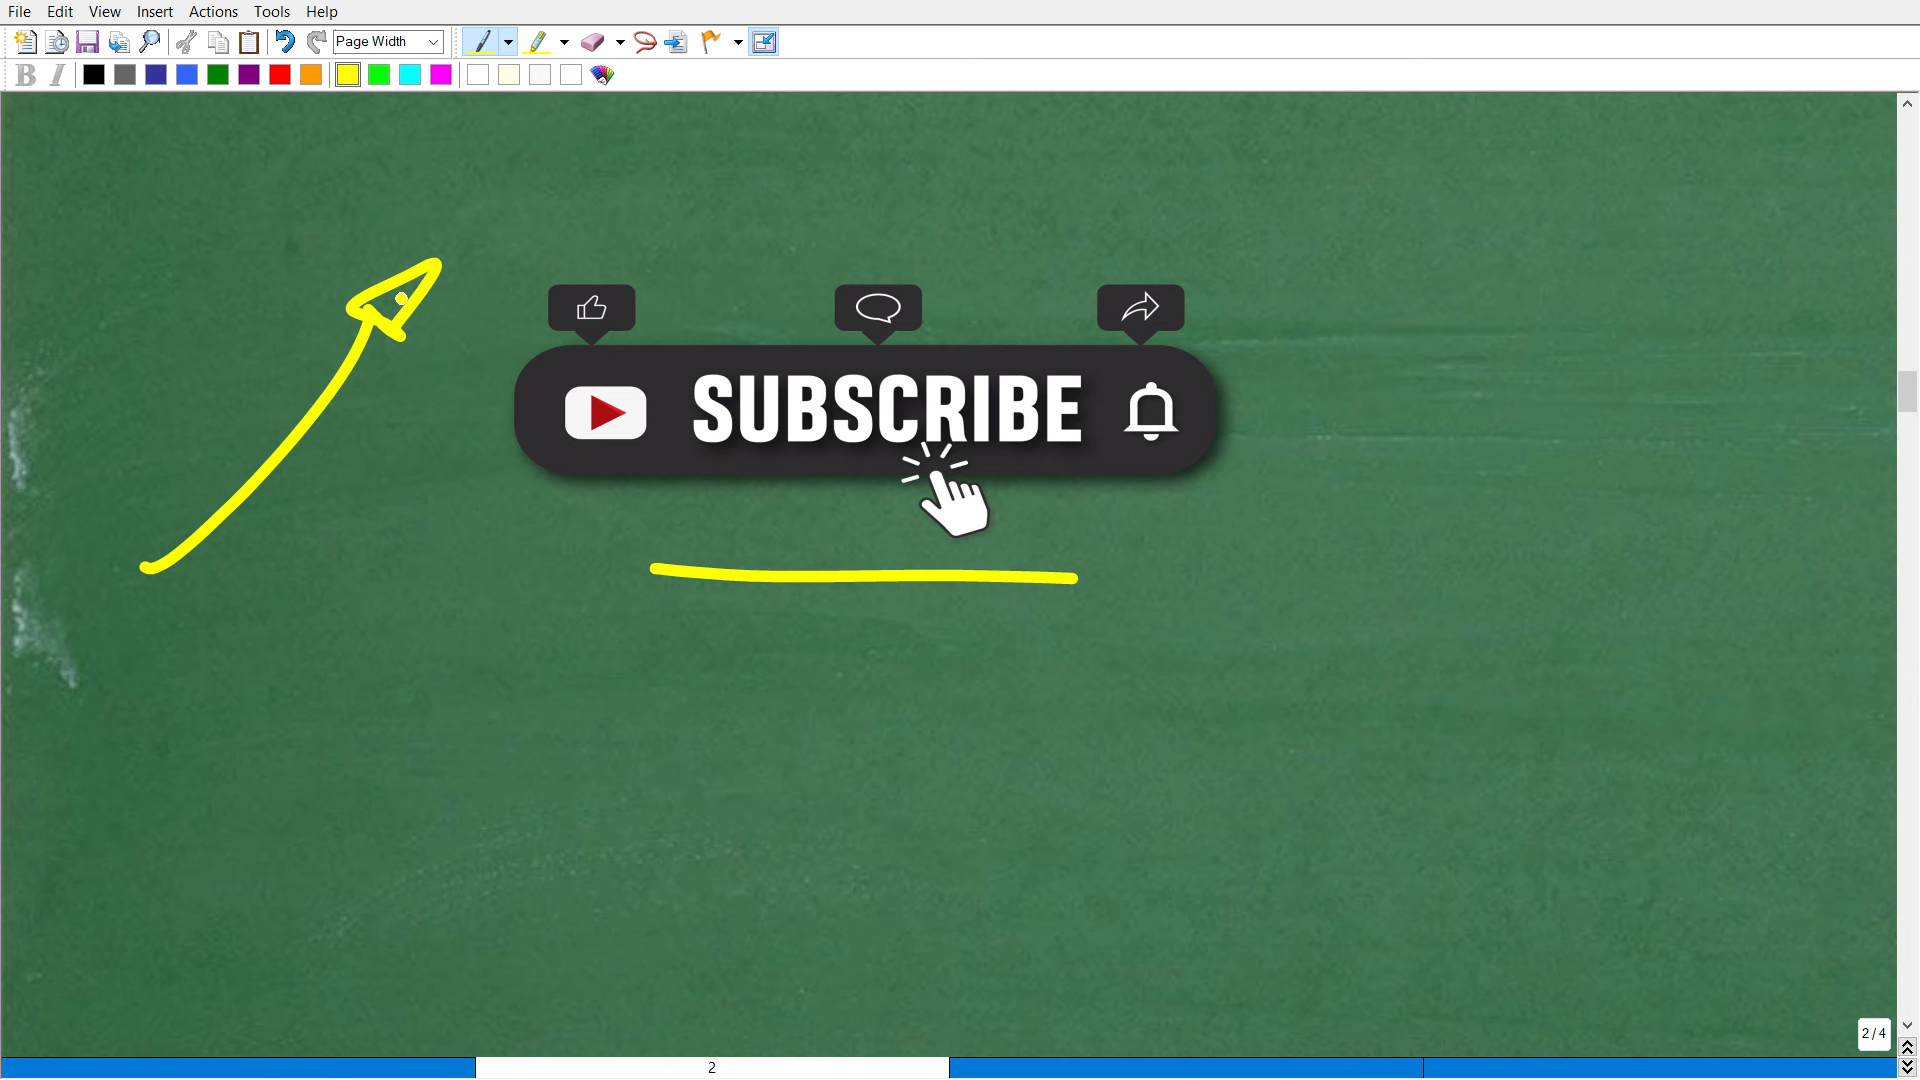 File Edit View Insert Actions Tools Help
Page Width
B I
SUBSCRIBE
2 / 4
2